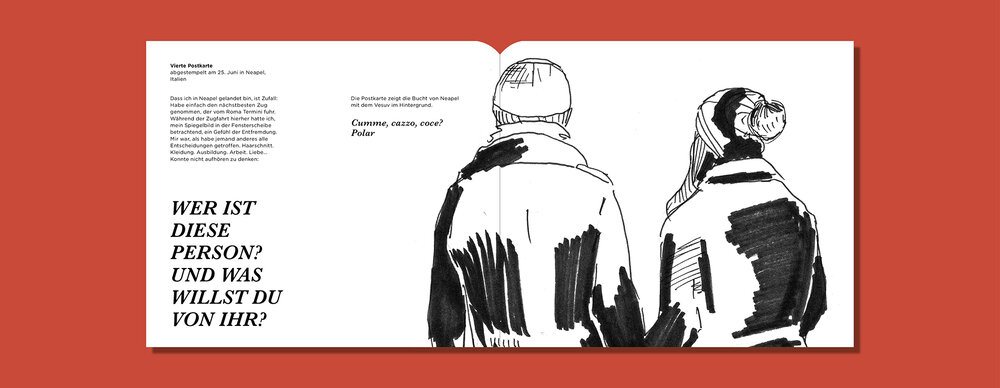 Vierte Postkarte
abgestempelt am 25. Juni in Neapel,
Italien
Dass ich in Neapel gelandet bin, ist Zufall:
Habe einfach den nächstbesten Zug
genommen, der vom Roma Termini fuhr.
Während der Zugfahrt hierher hatte ich,
mein Spiegelbild in der Fensterscheibe
betrachtend, ein Gefühl der Entfremdung.
Mir war, als habe jemand anderes alle
Entscheidungen getroffen. Haarschnitt.
Kleidung. Ausbildung. Arbeit. Liebe...
Konnte nicht aufhören zu denken:
WER IST
DIESE
PERSON?
UND WAS
WILLST DU
VON IHR?
Die Postkarte zeigt die Bucht von Neapel
mit dem Vesuv im Hintergrund.
Cumme, cazzo, coce?
Polar